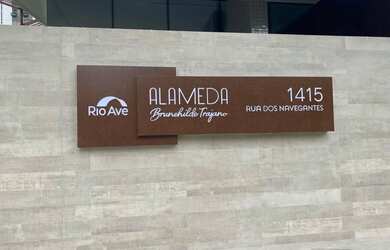 Rio Ave
ALAMEDA
Brunehilde Trajano
1415
RUA DOS NAVEGANTES